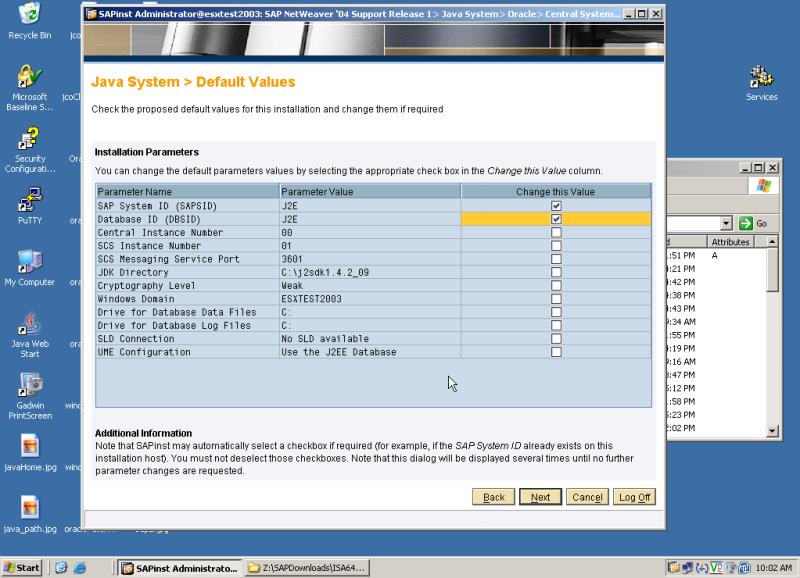 Recycle Bin
Microsoft
Baseline S...
Security
Configurati...
PuTTY
My Computer
Java Web
Start
Gadwin
PrintScreen
javaHome.jpg
java_path.jpg
SAPinst Administrator@esxtest2003: SAP NetWeaver '04 Support Release 1> Java System> Oracle> Central System...
Java System > Default Values
Check the proposed default values for this installation and change them if required
Installation Parameters
You can change the default parameters values by selecting the appropriate check box in the Change this Value column.
Parameter Name Parameter Value Change this Value
SAP System ID (SAPSID) J2E
Database ID (DBSID) J2E
Central Instance Number 00
SCS Instance Number 01
SCS Messaging Service Port 3601
JDK Directory C:\j2sdk1.4.2_09
Cryptography Level Weak
Windows Domain ESXTEST2003
Drive for Database Data Files C:
Drive for Database Log Files C:
SLD Connection No SLD available
UME Configuration Use the J2EE Database
Additional Information
Note that SAPinst may automatically select a checkbox if required (for example, if the SAP System ID already exists on this
installation host). You must not deselect those checkboxes. Note that this dialog will be displayed several times until no further
parameter changes are requested.
Back Next Cancel Log Off
Services
Go
Attributes
:51 PM A
:21 PM
:42 PM
:38 PM
:43 PM
:34 AM
:55 PM
:19 PM
:16 AM
:47 PM
:12 PM
:58 PM
:23 PM
:02 PM
Start
SAPinst Administrato...
Z:\SAPDownloads\ISA64...
10:02 AM